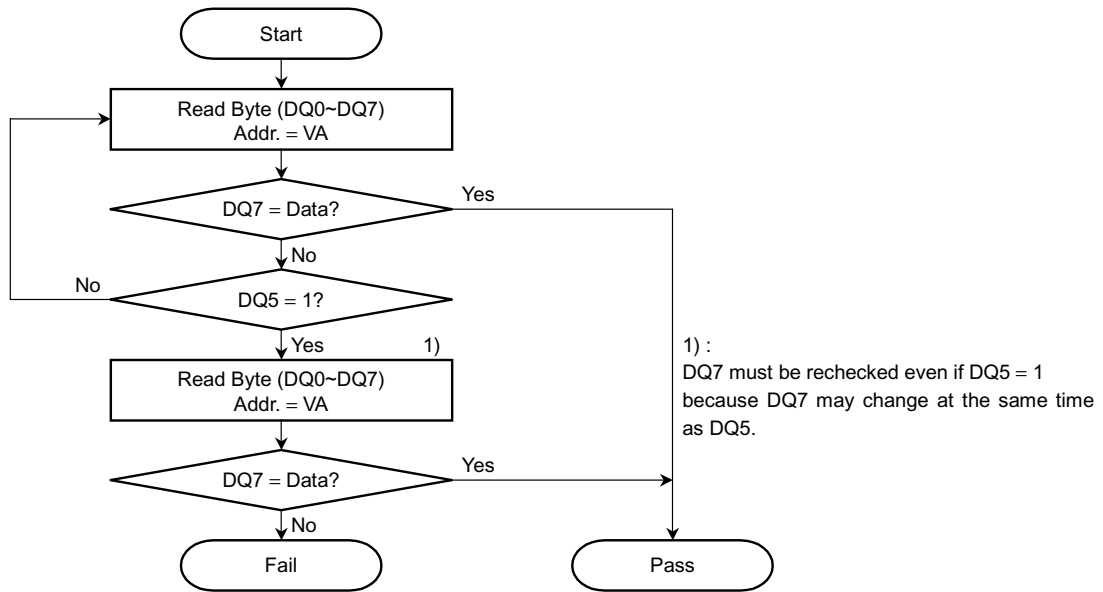 Start
Read Byte (DQ0~DQ7)
Addr. = VA
DQ7 = Data?
Yes
No
No
DQ5 = 1?
Yes
1)
Read Byte (DQ0~DQ7)
Addr. = VA
1) :
DQ7 must be rechecked even if DQ5 = 1
because DQ7 may change at the same time
as DQ5.
DQ7 = Data?
Yes
No
Fail
Pass